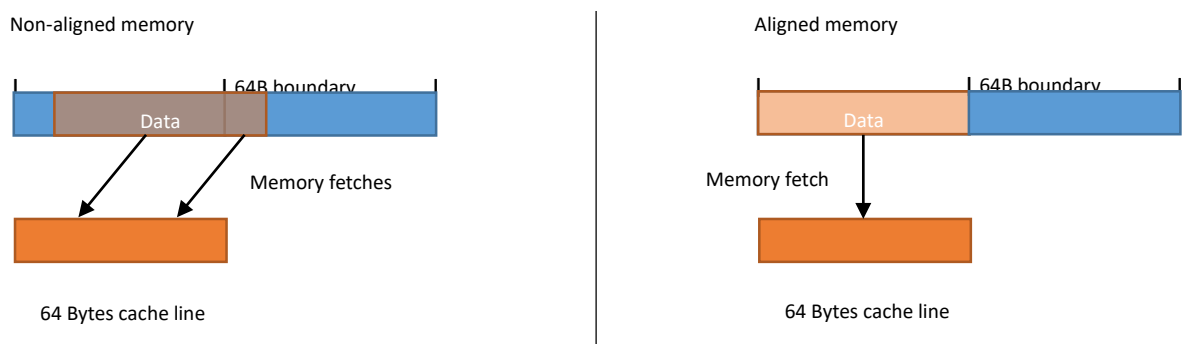 Non-aligned memory
64B boundary
Data
Memory fetches
64 Bytes cache line
Aligned memory
64B boundary
Data
Memory fetch
64 Bytes cache line